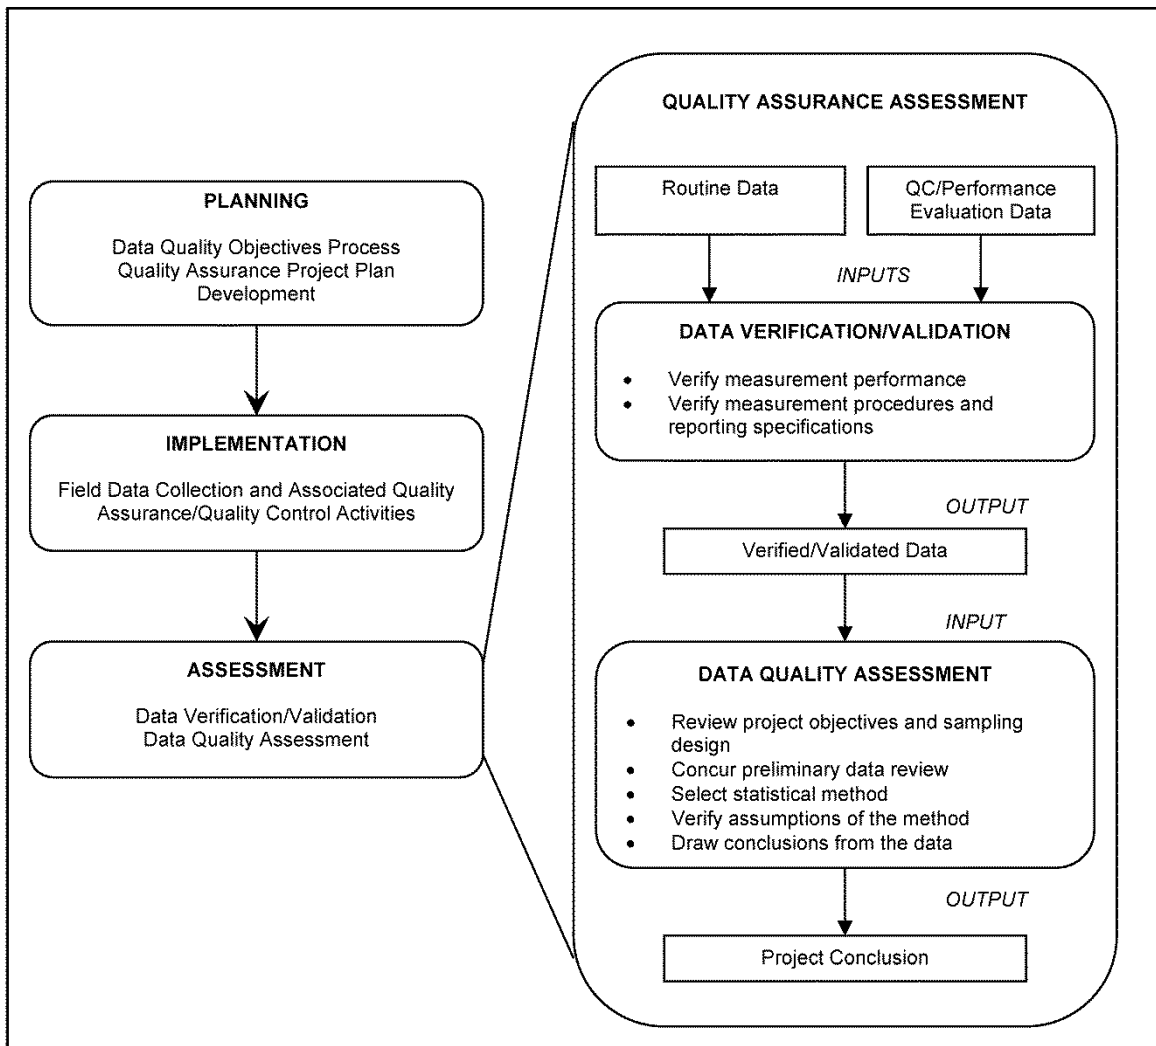 PLANNING
Data Quality Objectives Process
Quality Assurance Project Plan
Development
IMPLEMENTATION
Field Data Collection and Associated Quality
Assurance/Quality Control Activities
ASSESSMENT
Data Verification/Validation
Data Quality Assessment
QUALITY ASSURANCE ASSESSMENT
Routine Data
QC/Performance
Evaluation Data
INPUTS
DATA VERIFICATION/VALIDATION
• Verify measurement performance
• Verify measurement procedures and
reporting specifications
OUTPUT
Verified/Validated Data
INPUT
DATA QUALITY ASSESSMENT
• Review project objectives and sampling
design
• Concur preliminary data review
• Select statistical method
• Verify assumptions of the method
• Draw conclusions from the data
OUTPUT
Project Conclusion